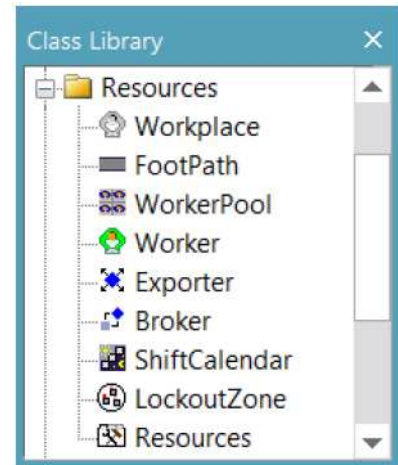 Class Library
Resources
Workplace
FootPath
WorkerPool
Worker
Exporter
Broker
ShiftCalendar
LockoutZone
Resources